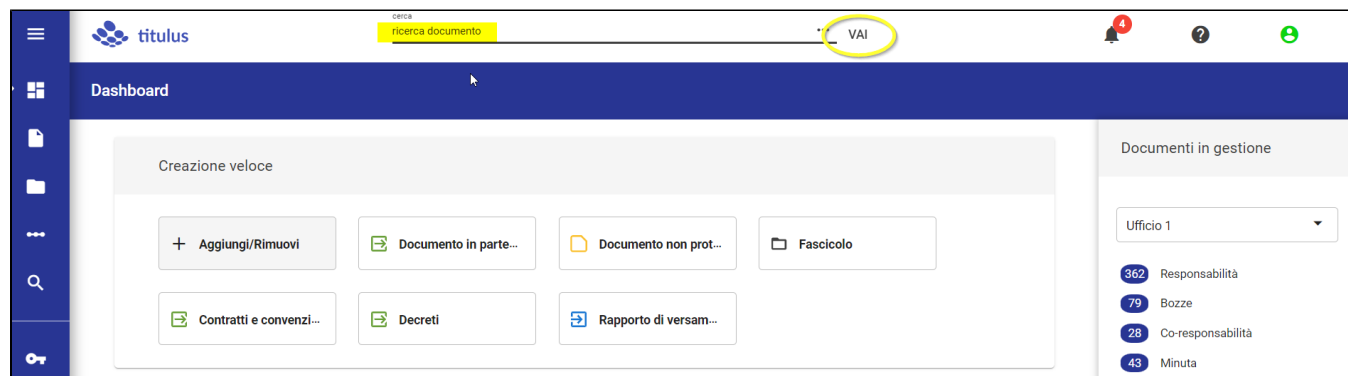 cerca
titulus
ricerca documento
... VAI
4
Dashboard
Creazione veloce
Aggiungi/Rimuovi
Documento in parte...
Documento non prot...
Fascicolo
Contratti e convenzi...
Decreti
Rapporto di versam...
Documenti in gestione
Ufficio 1
362 Responsabilità
79 Bozze
28 Co-responsabilità
43 Minuta